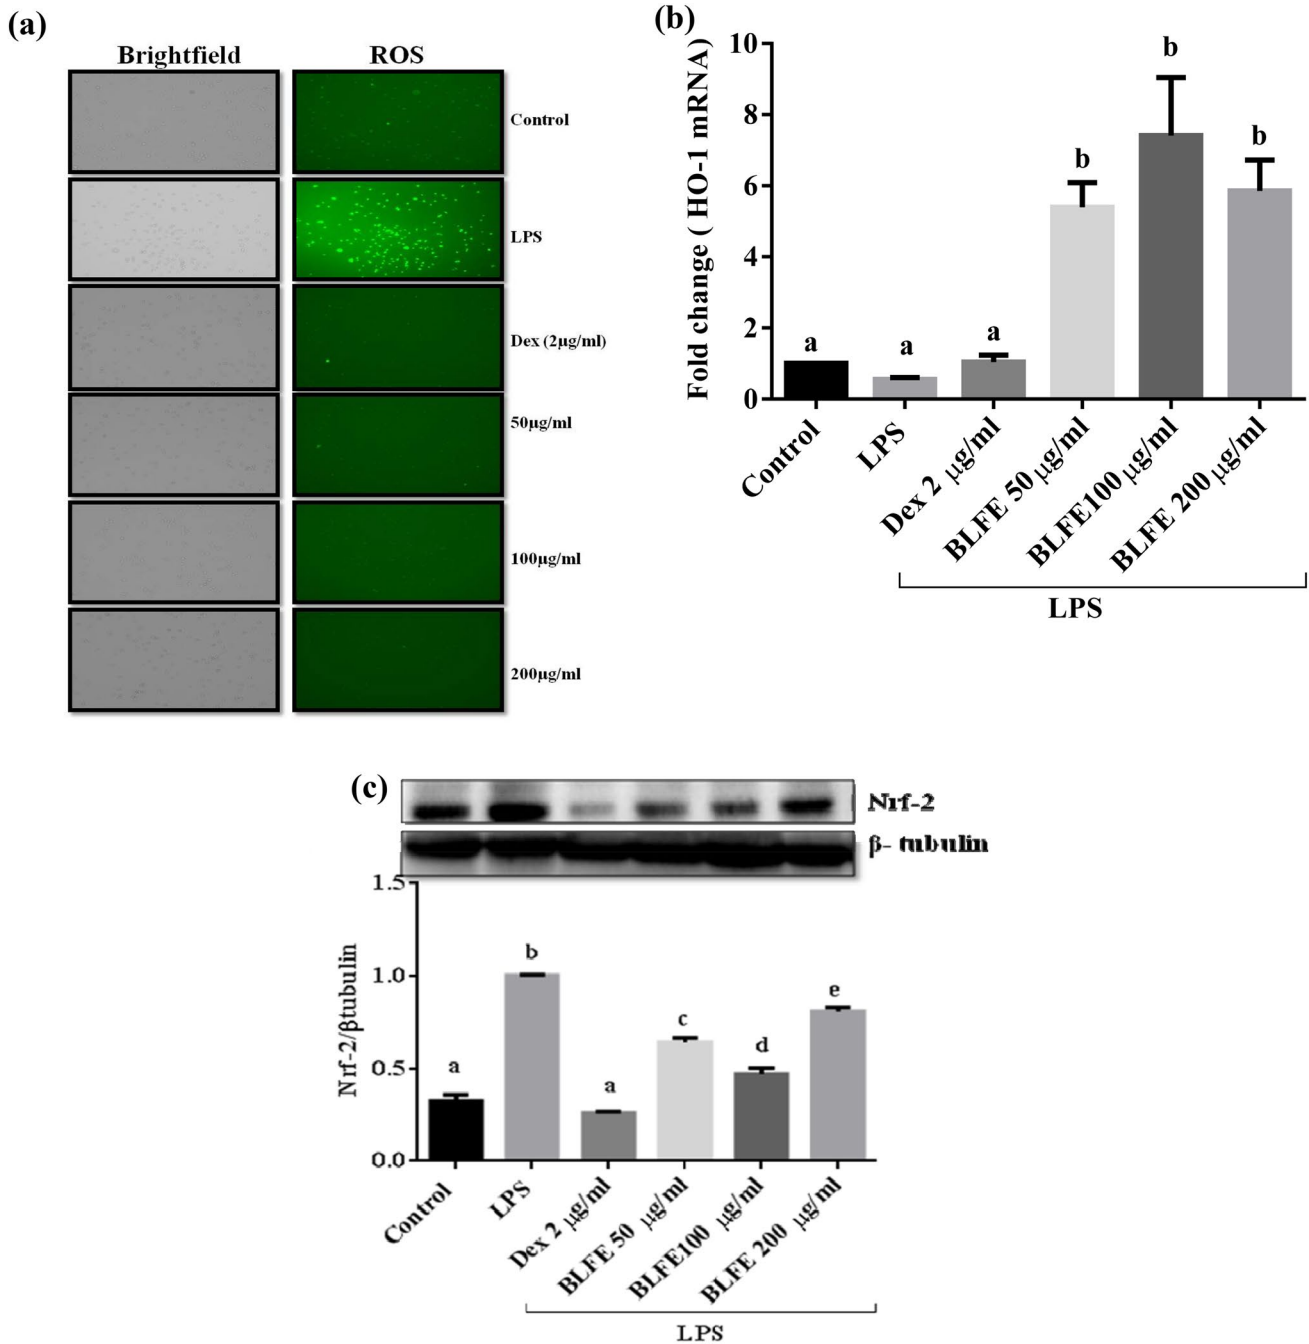 (a)
Brightfield
ROS
Control
LPS
Dex (2µg/ml)
50µg/ml
100µg/ml
200µg/ml
(b)
Fold change ( HO-1 mRNA)
10
8
6
4
2
0
a
a
a
b
b
b
Control
LPS
Dex 2 µg/ml
BLFE 50 µg/ml
BLFE100 µg/ml
BLFE 200 µg/ml
LPS
(c)
Nrf-2
β- tubulin
Nrf-2/βtubulin
1.5
1.0
0.5
0.0
a
b
a
c
d
e
Control
LPS
Dex 2 µg/ml
BLFE 50 µg/ml
BLFE100 µg/ml
BLFE 200 µg/ml
LPS